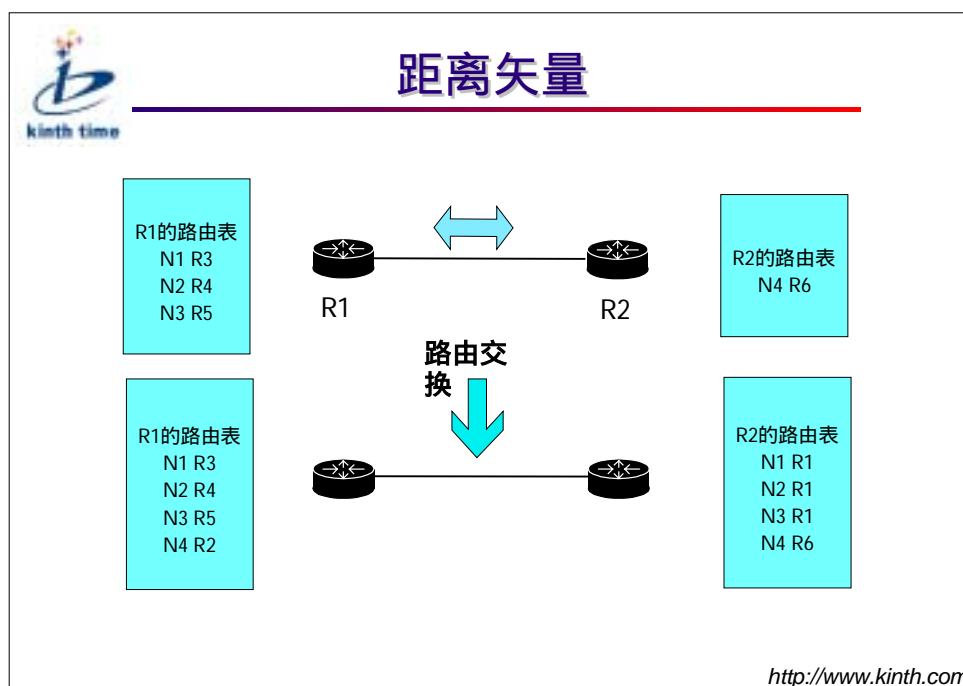 距离矢量
kinth time
R1的路由表
N1 R3
N2 R4
N3 R5
R1
R2
R2的路由表
N4 R6
路由交
换
R1的路由表
N1 R3
N2 R4
N3 R5
N4 R2
R2的路由表
N1 R1
N2 R1
N3 R1
N4 R6
http://www.kinth.com